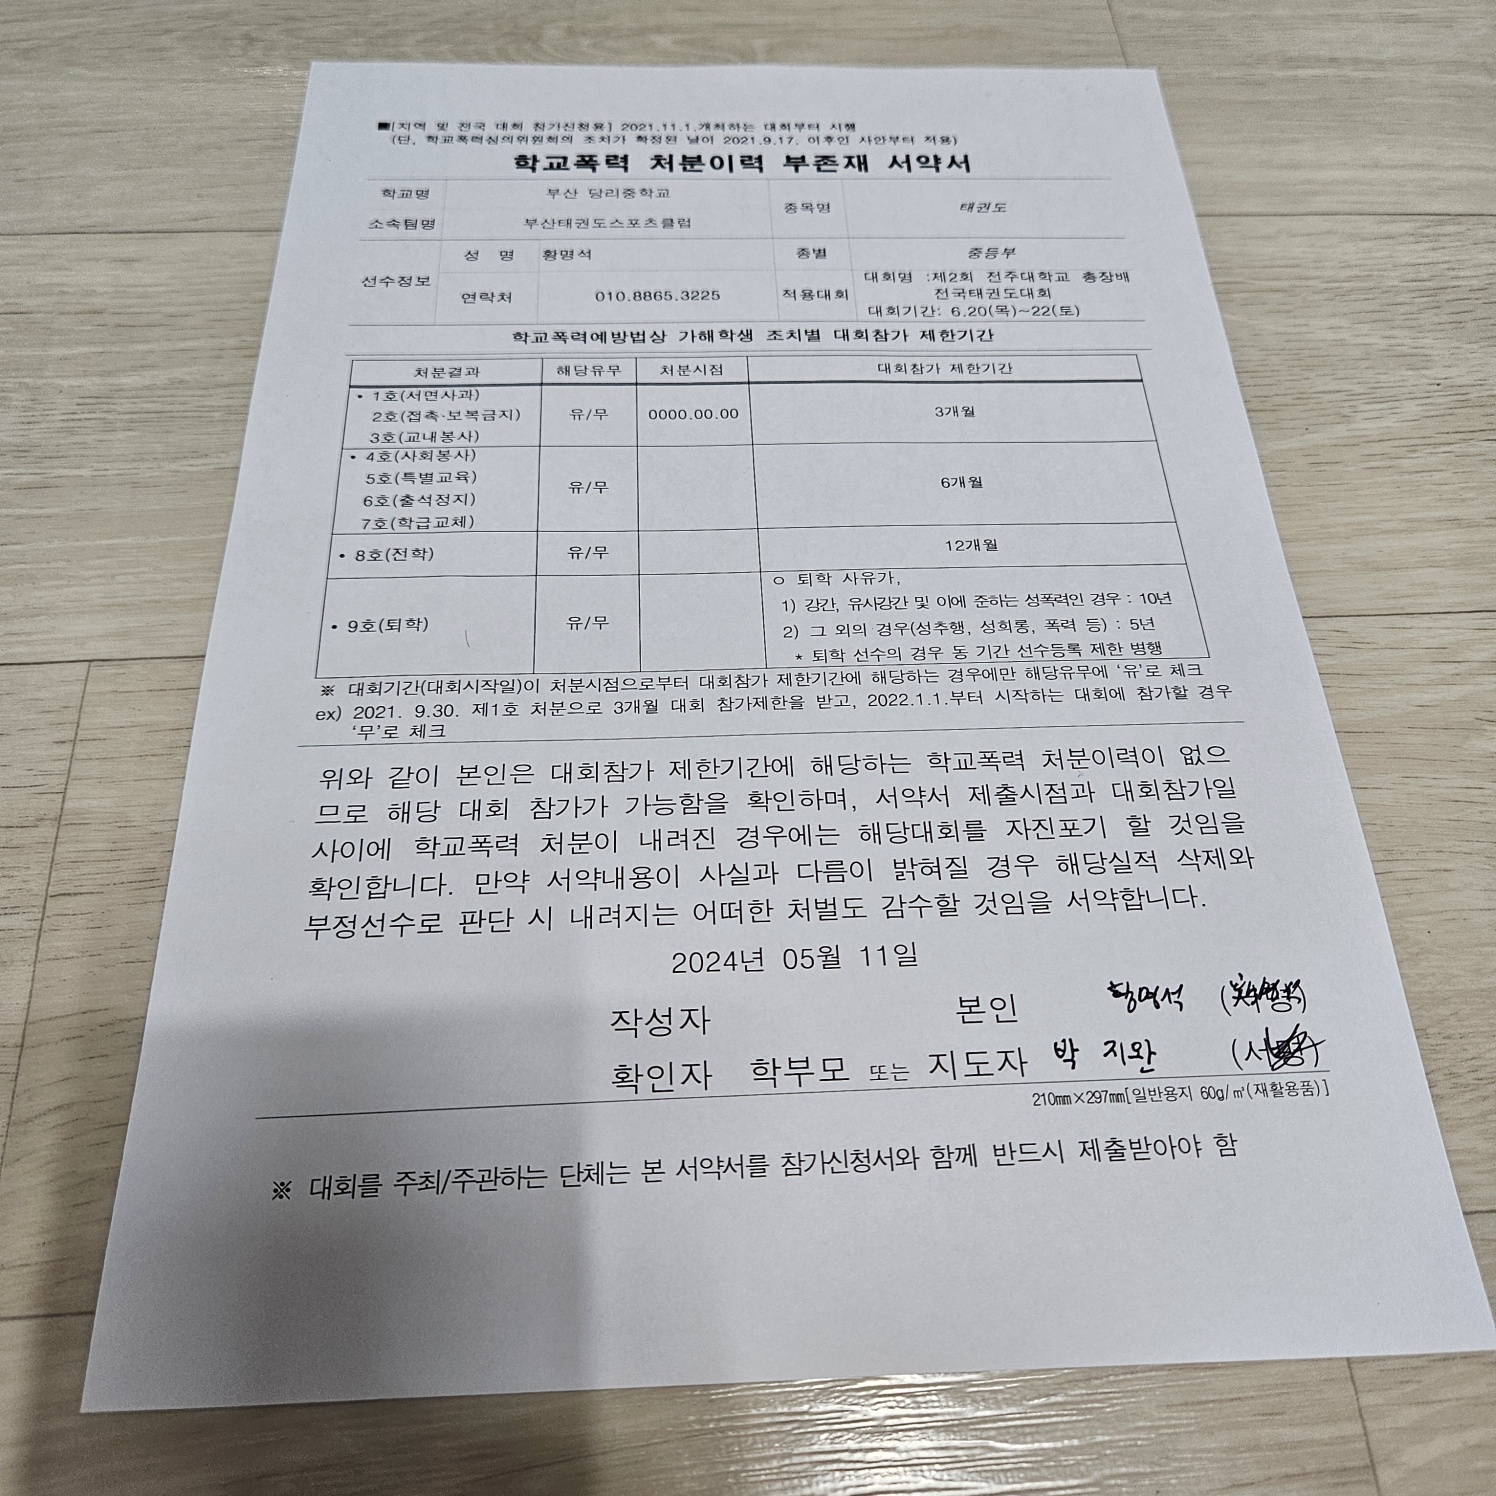 ■[지역 및 전국 대회 참가신청용] 2021.11.1.개최하는 대회부터 시행
(단, 학교폭력심의위원회의 조치가 확정된 날이 2021.9.17. 이후인 사안부터 적용)
학교폭력 처분이력 부존재 서약서
학교명 부산 당리중학교
종목명 태권도
소속팀명 부산태권도스포츠클럽
선수정보
성 명 황명석 종별 중등부
연락처 010.8865.3225 적용대회
대회명 :제2회 전주대학교 총장배
전국태권도대회
대회기간: 6.20(목)~22(토)
학교폭력예방법상 가해학생 조치별 대회참가 제한기간
처분결과 해당유무 처분시점 대회참가 제한기간
• 1호(서면사과)
2호(접촉·보복금지) 유/무 0000.00.00 3개월
3호(교내봉사)
• 4호(사회봉사)
5호(특별교육) 유/무 6개월
6호(출석정지)
7호(학급교체)
• 8호(전학) 유/무 12개월
• 9호(퇴학) 유/무
ㅇ 퇴학 사유가,
1) 강간, 유사강간 및 이에 준하는 성폭력인 경우 : 10년
2) 그 외의 경우(성추행, 성희롱, 폭력 등) : 5년
* 퇴학 선수의 경우 동 기간 선수등록 제한 병행
※ 대회기간(대회시작일)이 처분시점으로부터 대회참가 제한기간에 해당하는 경우에만 해당유무에 ‘유’로 체크
ex) 2021. 9.30. 제1호 처분으로 3개월 대회 참가제한을 받고, 2022.1.1.부터 시작하는 대회에 참가할 경우
‘무’로 체크
위와 같이 본인은 대회참가 제한기간에 해당하는 학교폭력 처분이력이 없으
므로 해당 대회 참가가 가능함을 확인하며, 서약서 제출시점과 대회참가일
사이에 학교폭력 처분이 내려진 경우에는 해당대회를 자진포기 할 것임을
확인합니다. 만약 서약내용이 사실과 다름이 밝혀질 경우 해당실적 삭제와
부정선수로 판단 시 내려지는 어떠한 처벌도 감수할 것임을 서약합니다.
2024년 05월 11일
작성자 본인 황명석
확인자 학부모 또는 지도자 박 지완 (서명)
210㎜×297㎜[일반용지 60g/㎡(재활용품)]
※ 대회를 주최/주관하는 단체는 본 서약서를 참가신청서와 함께 반드시 제출받아야 함